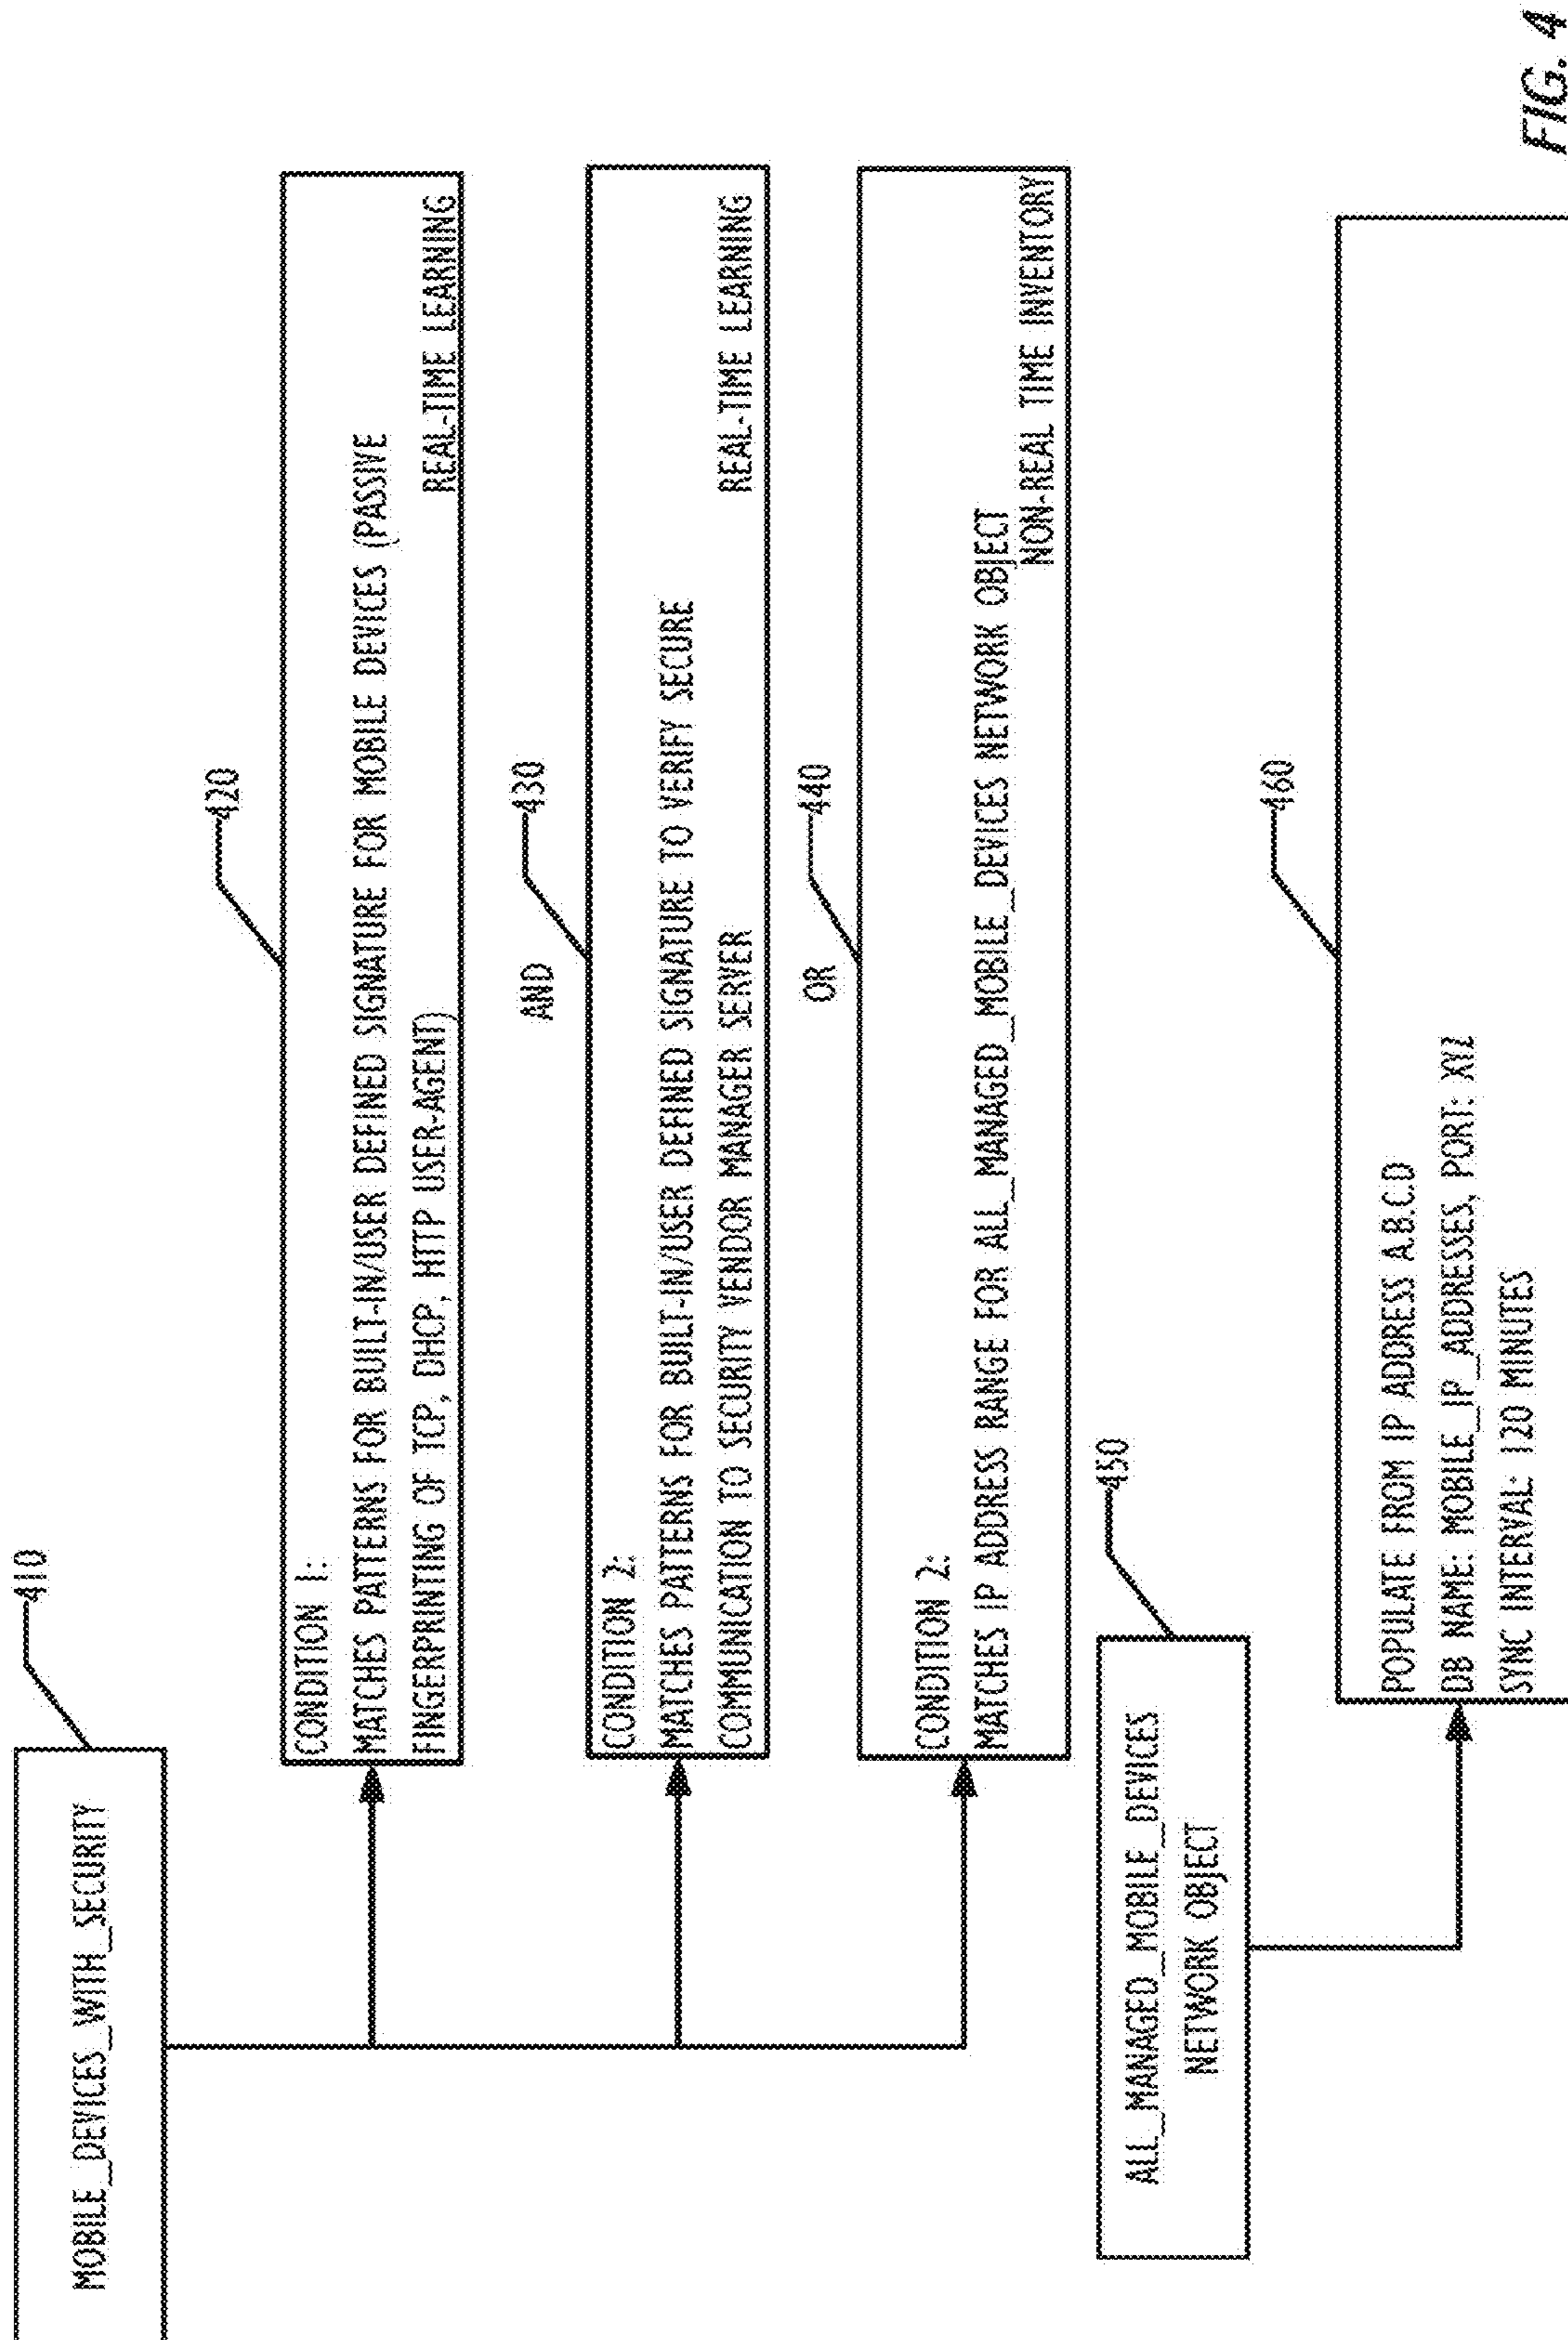 410
MOBILE_DEVICES_WITH_SECURITY
420
CONDITION 1:
MATCHES PATTERNS FOR BUILT-IN/USER DEFINED SIGNATURE FOR MOBILE DEVICES (PASSIVE
FINGERPRINTING OF TCP, DHCP, HTTP USER-AGENT)
REAL-TIME LEARNING
AND
430
CONDITION 2:
MATCHES PATTERNS FOR BUILT-IN/USER DEFINED SIGNATURE TO VERIFY SECURE
COMMUNICATION TO SECURITY VENDOR MANAGER SERVER
REAL-TIME LEARNING
OR
440
CONDITION 2:
MATCHES IP ADDRESS RANGE FOR ALL_MANAGED_MOBILE_DEVICES NETWORK OBJECT
NON-REAL TIME INVENTORY
450
ALL_MANAGED_MOBILE_DEVICES
NETWORK OBJECT
460
POPULATE FROM IP ADDRESS A.B.C.D
DB NAME: MOBILE_IP_ADDRESSES, PORT: XYZ
SYNC INTERVAL: 120 MINUTES
FIG. 4